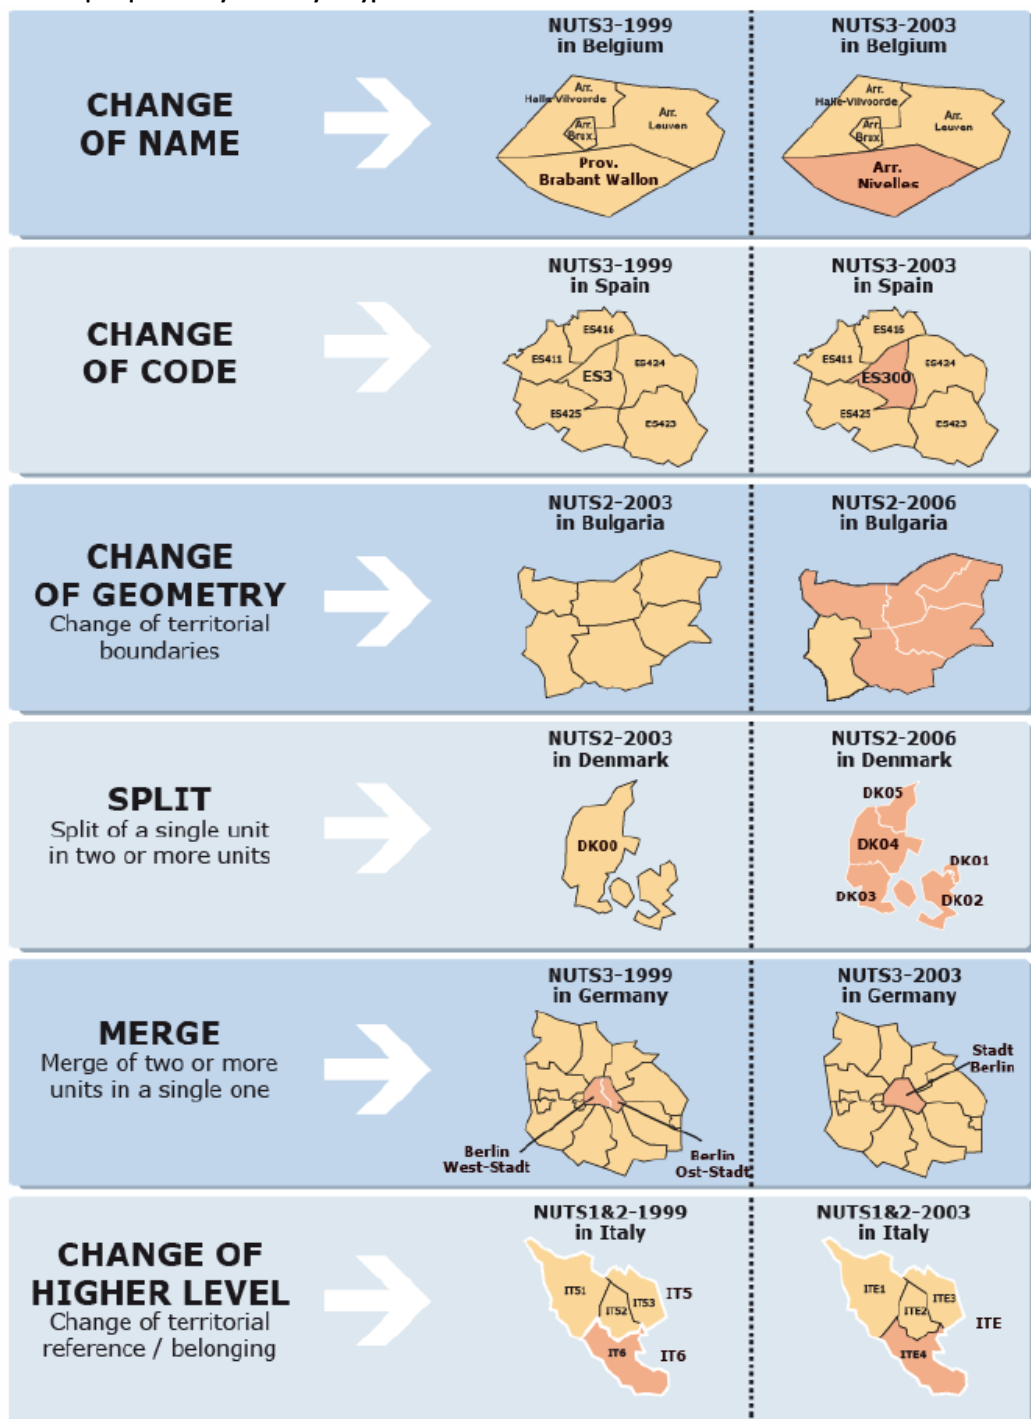 NUTS3-1999
in Belgium
NUTS3-2003
in Belgium
CHANGE
OF NAME
Arr.
Halle-Vilvoorde
Arr.
Brux.
Arr.
Leuven
Prov.
Brabant Wallon
Arr.
Halle-Vilvoorde
Arr.
Brux.
Arr.
Leuven
Arr.
Nivelles
NUTS3-1999
in Spain
NUTS3-2003
in Spain
CHANGE
OF CODE
ES416
ES411
ES3
ES424
ES425
ES423
ES416
ES411
ES300
ES424
ES425
ES423
NUTS2-2003
in Bulgaria
NUTS2-2006
in Bulgaria
CHANGE
OF GEOMETRY
Change of territorial
boundaries
NUTS2-2003
in Denmark
NUTS2-2006
in Denmark
SPLIT
Split of a single unit
in two or more units
DK00
DK05
DK04
DK01
DK03
DK02
NUTS3-1999
in Germany
NUTS3-2003
in Germany
MERGE
Merge of two or more
units in a single one
Berlin
West-Stadt
Berlin
Ost-Stadt
Stadt
Berlin
NUTS1&2-1999
in Italy
NUTS1&2-2003
in Italy
CHANGE OF
HIGHER LEVEL
Change of territorial
reference / belonging
IT51
IT52
IT53
IT5
IT6
IT6
ITE1
ITE2
ITE3
ITE
ITE4